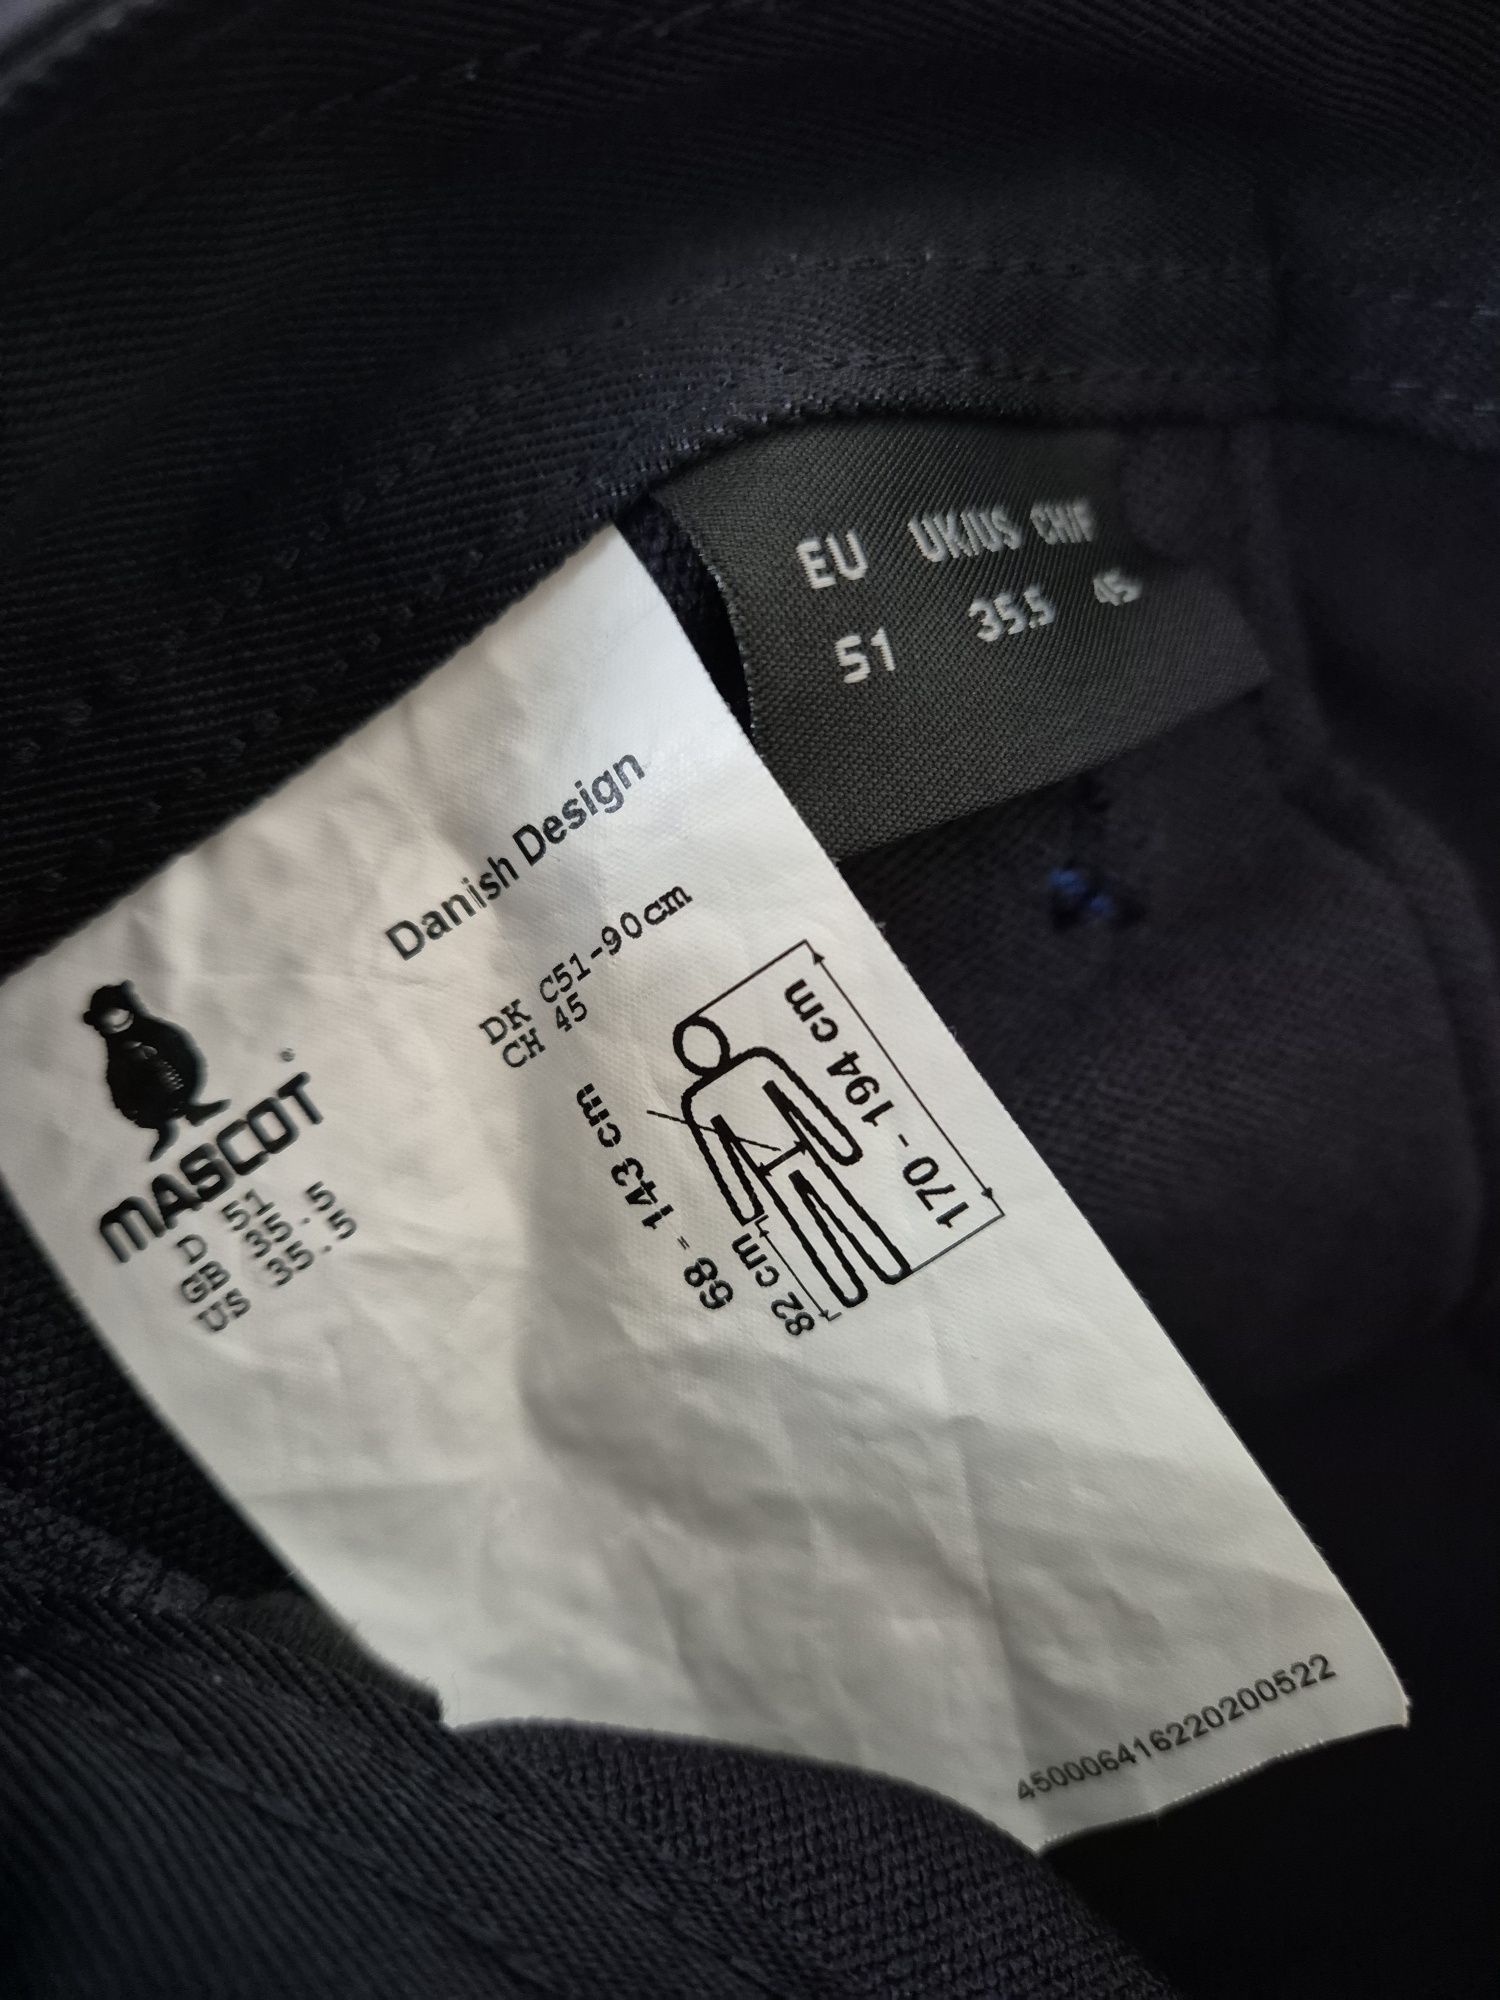 EU UK/US CH/F
51 35.5 45
Danish Design
DK C51-90cm
CH 45
MASCOT
®
D 51
GB 35.5
US 35.5
170 - 194 cm
68 - 143 cm
82 cm
450006416220200522